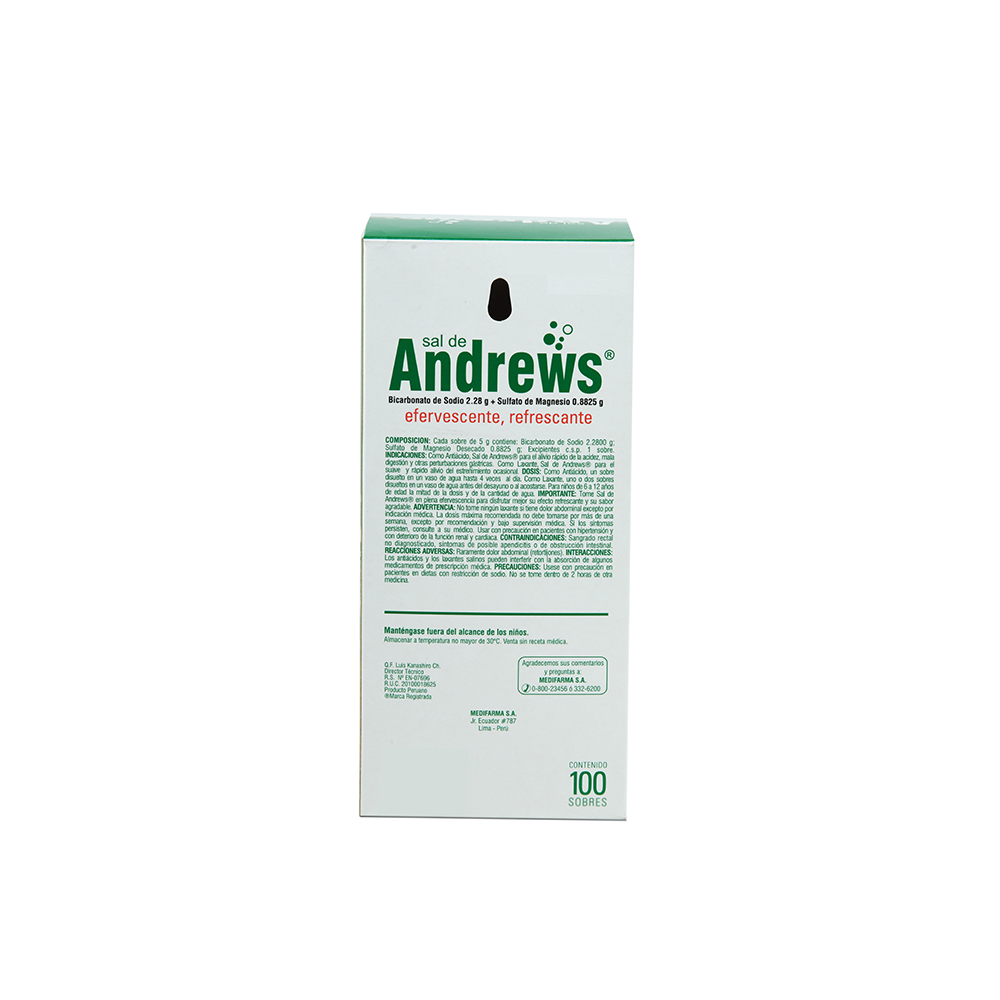 sal de
Andrews®
Bicarbonato de Sodio 2.28 g + Sulfato de Magnesio 0.8825 g
efervescente, refrescante
COMPOSICION: Cada sobre de 5 g contiene: Bicarbonato de Sodio 2.2800 g;
Sulfato de Magnesio Desecado 0.8825 g; Excipientes c.s.p. 1 sobre.
INDICACIONES: Como Antiácido, Sal de Andrews® para el alivio rápido de la acidez, mala
digestión y otras perturbaciones gástricas. Como Laxante, Sal de Andrews® para el
suave y rápido alivio del estreñimiento ocasional. DOSIS: Como Antiácido, un sobre
disuelto en un vaso de agua hasta 4 veces al día. Como Laxante, uno o dos sobres
disueltos en un vaso de agua antes del desayuno o al acostarse. Para niños de 6 a 12 años
de edad la mitad de la dosis y de la cantidad de agua. IMPORTANTE: Tome Sal de
Andrews® en plena efervescencia para disfrutar mejor su efecto refrescante y su sabor
agradable. ADVERTENCIA: No tome ningún laxante si tiene dolor abdominal excepto por
indicación médica. La dosis máxima recomendada no debe tomarse por más de una
semana, excepto por recomendación y bajo supervisión médica. Si los síntomas
persisten, consulte a su médico. Usar con precaución en pacientes con hipertensión y
con deterioro de la función renal y cardiaca. CONTRAINDICACIONES: Sangrado rectal
no diagnosticado, síntomas de posible apendicitis o de obstrucción intestinal.
REACCIONES ADVERSAS: Raramente dolor abdominal (retortijones). INTERACCIONES:
Los antiácidos y los laxantes salinos pueden interferir con la absorción de algunos
medicamentos de prescripción médica. PRECAUCIONES: Usese con precaución en
pacientes en dietas con restricción de sodio. No se tome dentro de 2 horas de otra
medicina.
Manténgase fuera del alcance de los niños.
Almacenar a temperatura no mayor de 30°C. Venta sin receta médica.
Q.F. Luis Kanashiro Ch.
Director Técnico
R.S. Nº EN-07696
R.U.C. 20100018625
Producto Peruano
®Marca Registrada
Agradecemos sus comentarios
y preguntas a:
MEDIFARMA S.A.
0-800-23456 ó 332-6200
MEDIFARMA S.A.
Jr. Ecuador #787
Lima - Perú
CONTENIDO
100
SOBRES